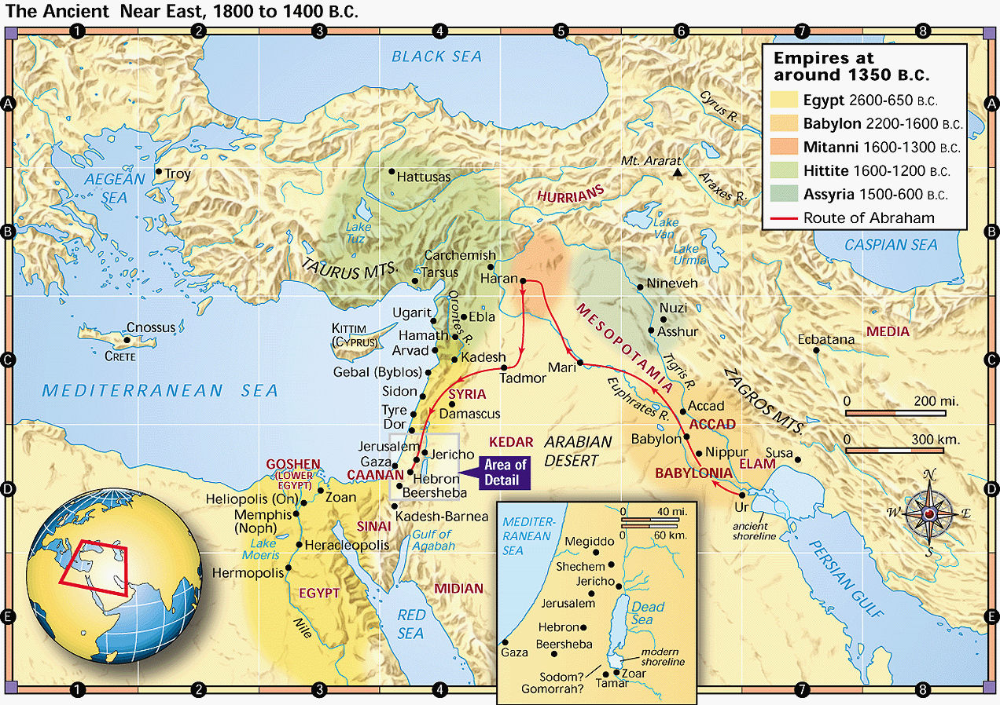 The Ancient Near East, 1800 to 1400 B.C.
1 2 3 4 5 6 7 8
A
B
C
D
E
A
B
C
D
E
1 2 3 4 7 8
Empires at
around 1350 B.C.
Egypt 2600-650 B.C.
Babylon 2200-1600 B.C.
Mitanni 1600-1300 B.C.
Hittite 1600-1200 B.C.
Assyria 1500-600 B.C.
Route of Abraham
BLACK SEA
Cyrus R.
Mt. Ararat
Araxes R.
AEGEAN
SEA
Troy
Hattusas
HURRIANS
Lake
Tuz
Lake
Van
Lake
Urmia
CASPIAN SEA
TAURUS MTS.
Carchemish
Tarsus
Haran
Nineveh
Nuzi
Asshur
MESOPOTAMIA
Cnossus
CRETE
KITTIM
(CYPRUS)
Ugarit
Orontes R.
Ebla
Hamath
Arvad
Kadesh
Gebal (Byblos)
Tadmor
Mari
Tigris R.
Euphrates R.
Ecbatana
MEDIA
ZAGROS MTS.
MEDITERRANEAN SEA
Sidon
SYRIA
Tyre
Damascus
Dor
Accad
ACCAD
Babylon
Nippur
BABYLONIA
ELAM
Susa
Ur
ancient
shoreline
PERSIAN GULF
0 200 mi.
0 300 km.
N
W E
S
KEDAR
ARABIAN
DESERT
Jerusalem
Jericho
Gaza
CAANAN
Hebron
Beersheba
Area of
Detail
Kadesh-Barnea
GOSHEN
(LOWER
EGYPT)
Heliopolis (On)
Zoan
Memphis
(Noph)
SINAI
Lake
Moeris
Heracleopolis
Gulf of
Aqabah
Hermopolis
EGYPT
MIDIAN
Nile
RED
SEA
MEDITER-
RANEAN
SEA
0 40 mi.
0 60 km.
Megiddo
Shechem
Jericho
Jerusalem
Dead
Sea
Hebron
Beersheba
Gaza
modern
shoreline
Sodom?
Gomorrah?
Zoar
Tamar